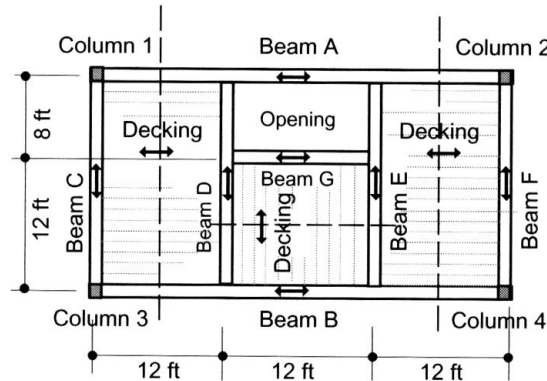 Column 1
Beam A
Column 2
8 ft
Decking
Opening
Decking
Beam C
Beam D
Beam G
Beam E
Beam F
12 ft
Decking
Column 3
Beam B
Column 4
12 ft
12 ft
12 ft